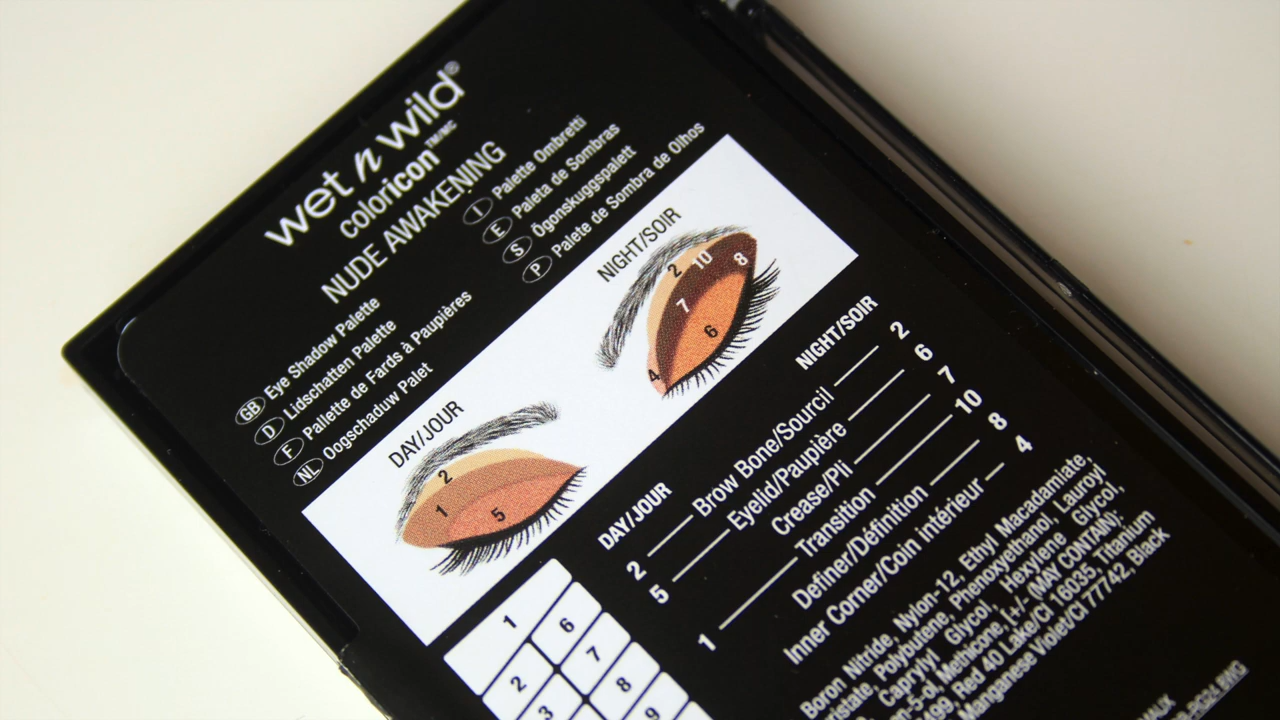 wet n wild®
coloricon™/MC
NUDE AWAKENING
GB Eye Shadow Palette
D Lidschatten Palette
F Pallette de Fards à Paupières
NL Oogschaduw Palet
I Palette Ombretti
E Paleta de Sombras
S Ögonskuggspalett
P Palete de Sombra de Olhos
DAY/JOUR
2
1
5
NIGHT/SOIR
2 10 8
7
6
4
DAY/JOUR NIGHT/SOIR
2 Brow Bone/Sourcil 2
5 Eyelid/Paupière 6
Crease/Pli 7
1 Transition 10
Definer/Définition 8
Inner Corner/Coin intérieur 4
1 6
2 7
3 8
9
Boron Nitride, Nylon-12, Ethyl Macadamiate,
Polybutene, Phenoxyethanol, Lauroyl
Caprylyl Glycol, Hexylene Glycol,
Methicone, [+/- (MAY CONTAIN):
Red 40 Lake/CI 16035, Titanium
Manganese Violet/CI 77742, Black